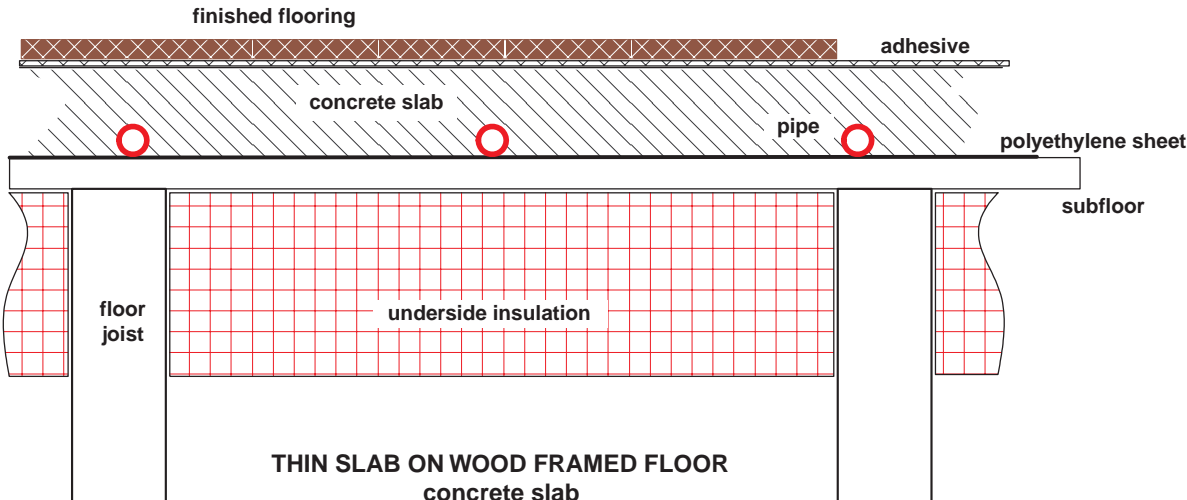 finished flooring
adhesive
concrete slab
pipe
polyethylene sheet
subfloor
floor
joist
underside insulation
THIN SLAB ON WOOD FRAMED FLOOR
concrete slab